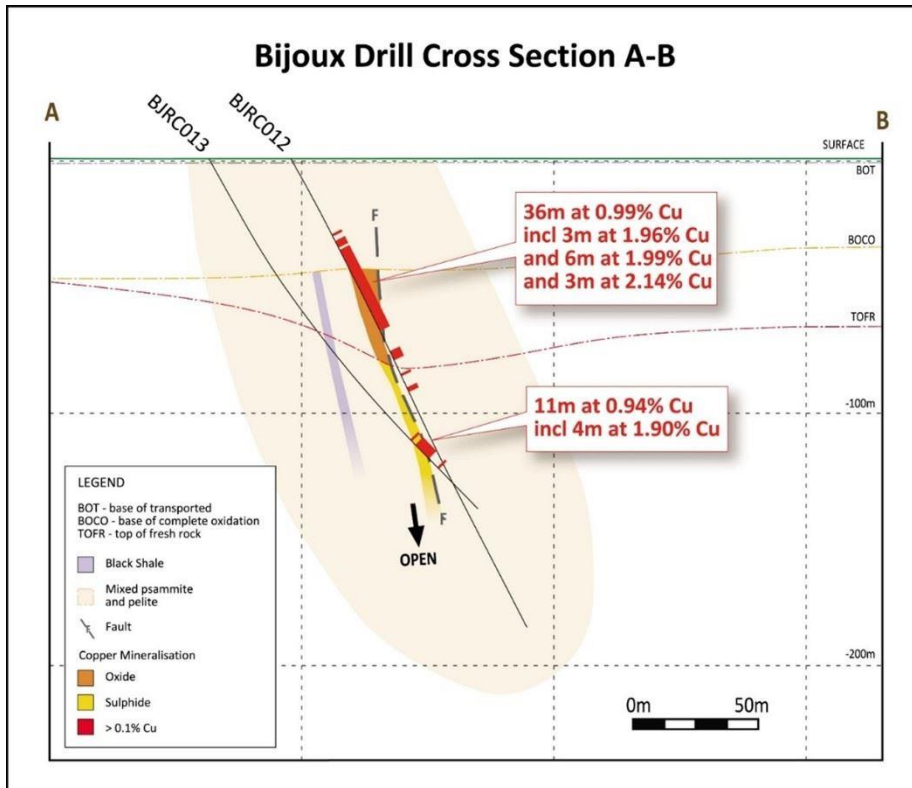 Bijoux Drill Cross Section A-B
A
B
BJRC013
BJRC012
SURFACE
BOT
F
36m at 0.99% Cu
incl 3m at 1.96% Cu
and 6m at 1.99% Cu
and 3m at 2.14% Cu
BOCO
TOFR
11m at 0.94% Cu
incl 4m at 1.90% Cu
-100m
F
OPEN
LEGEND
BOT - base of transported
BOCO - base of complete oxidation
TOFR - top of fresh rock
Black Shale
Mixed psammite
and pelite
F
Fault
Copper Mineralisation
Oxide
Sulphide
> 0.1% Cu
-200m
0m 50m